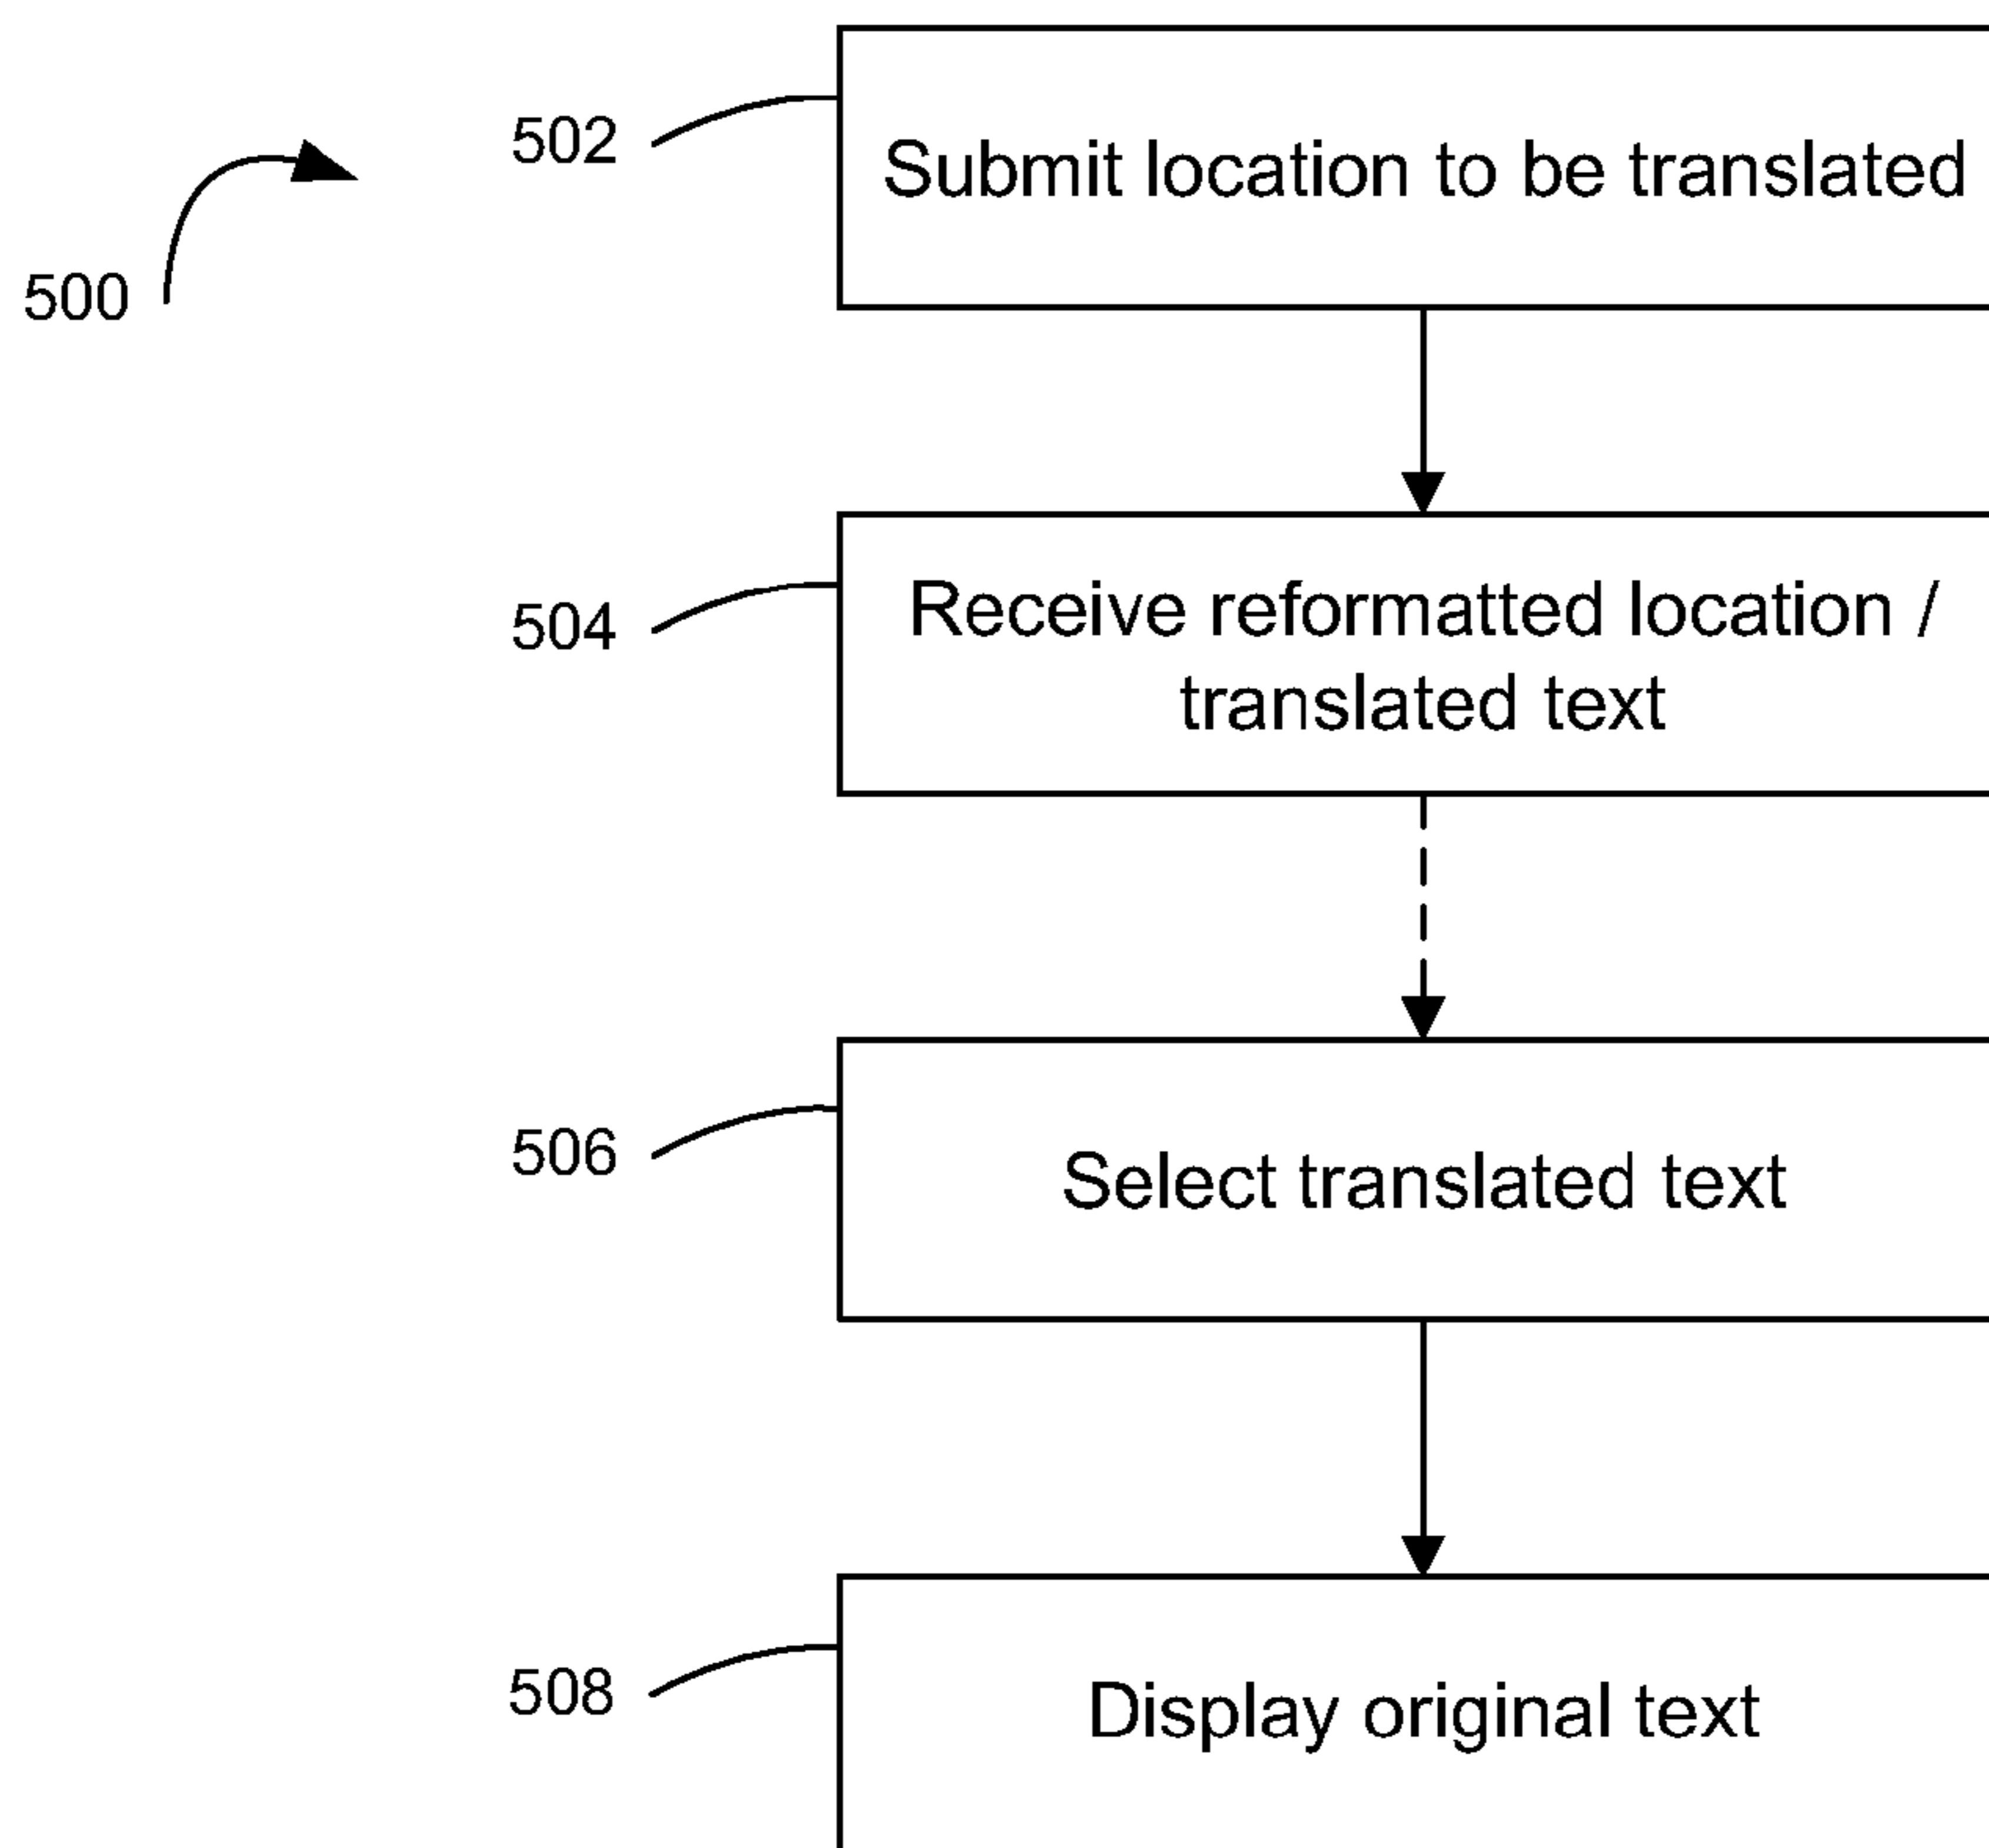 502
Submit location to be translated
500
504
Receive reformatted location /
translated text
506
Select translated text
508
Display original text